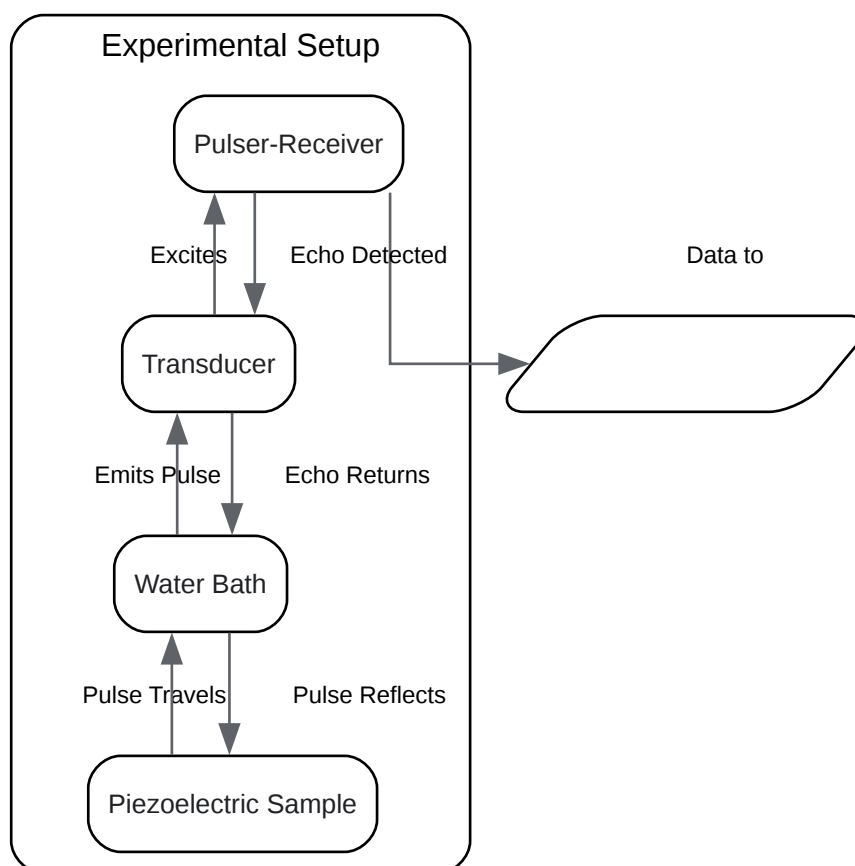 Experimental Setup
Pulser-Receiver
Excites
Echo Detected
Data to
Transducer
Emits Pulse
Echo Returns
Water Bath
Pulse Travels
Pulse Reflects
Piezoelectric Sample